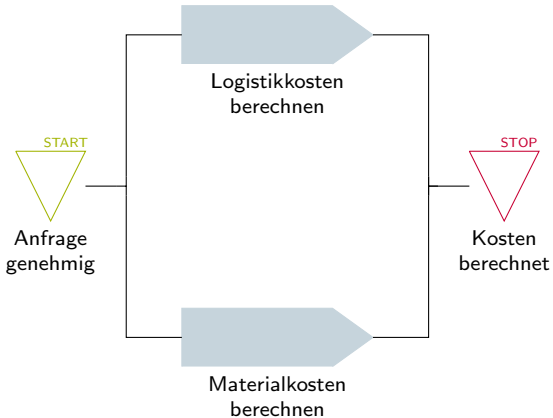 Logistikkosten
berechnen
START
Anfrage
genehmig
STOP
Kosten
berechnet
Materialkosten
berechnen